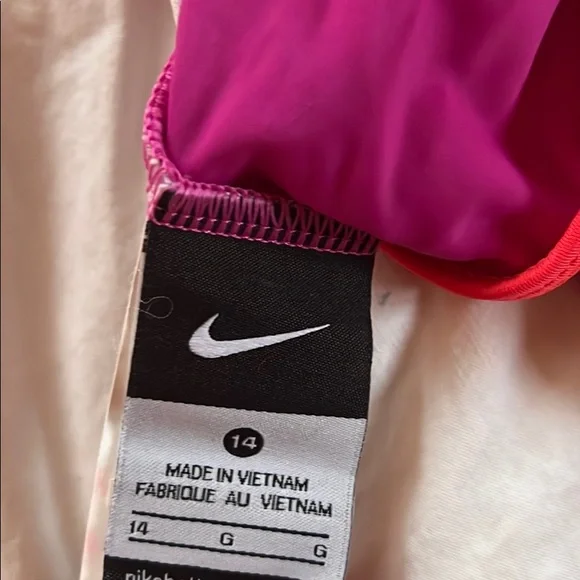 14
MADE IN VIETNAM
FABRIQUE AU VIETNAM
14 G G